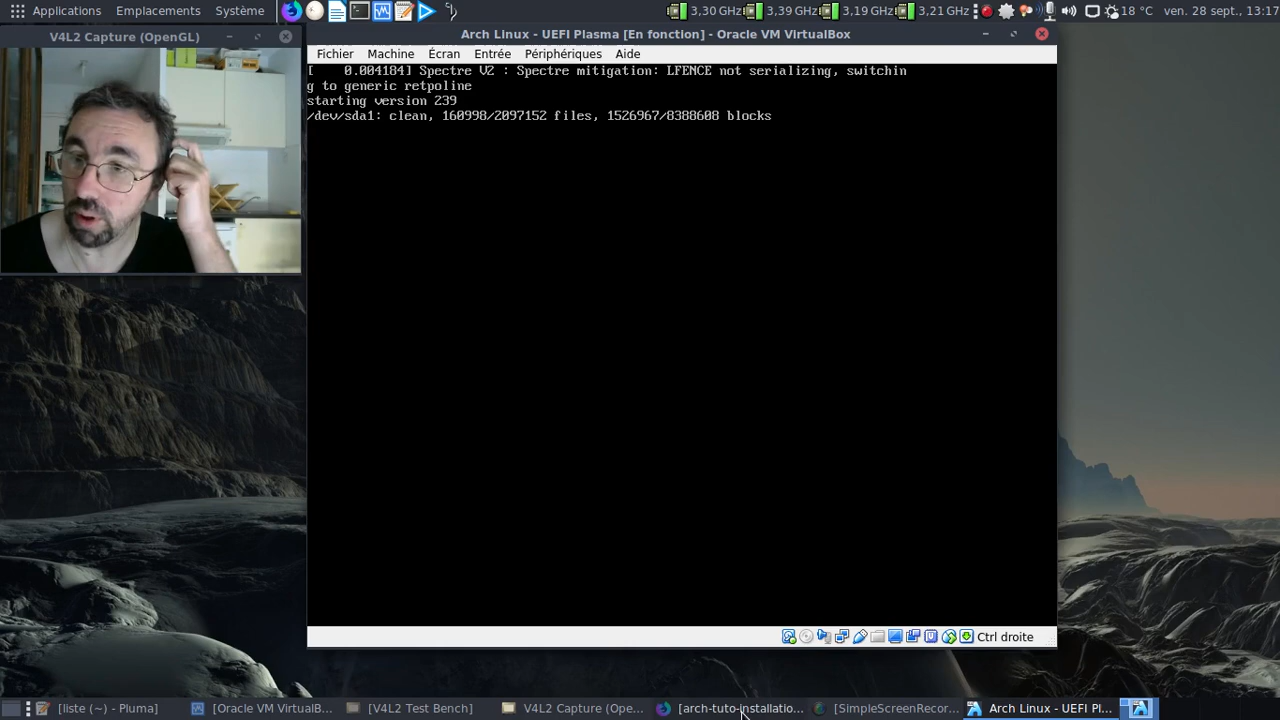 Applications Emplacements Système 3,30 GHz 3,39 GHz 3,19 GHz 3,21 GHz 18 °C ven. 28 sept., 13:17
V4L2 Capture (OpenGL)
Arch Linux - UEFI Plasma [En fonction] - Oracle VM VirtualBox
Fichier Machine Écran Entrée Périphériques Aide
[    0.004184] Spectre V2 : Spectre mitigation: LFENCE not serializing, switchin
g to generic retpoline
starting version 239
/dev/sda1: clean, 160998/2097152 files, 1526967/8388608 blocks
Ctrl droite
[liste (~) - Pluma] [Oracle VM VirtualB... [V4L2 Test Bench] V4L2 Capture (Ope... [arch-tuto-installatio... [SimpleScreenRecor... Arch Linux - UEFI Pl...